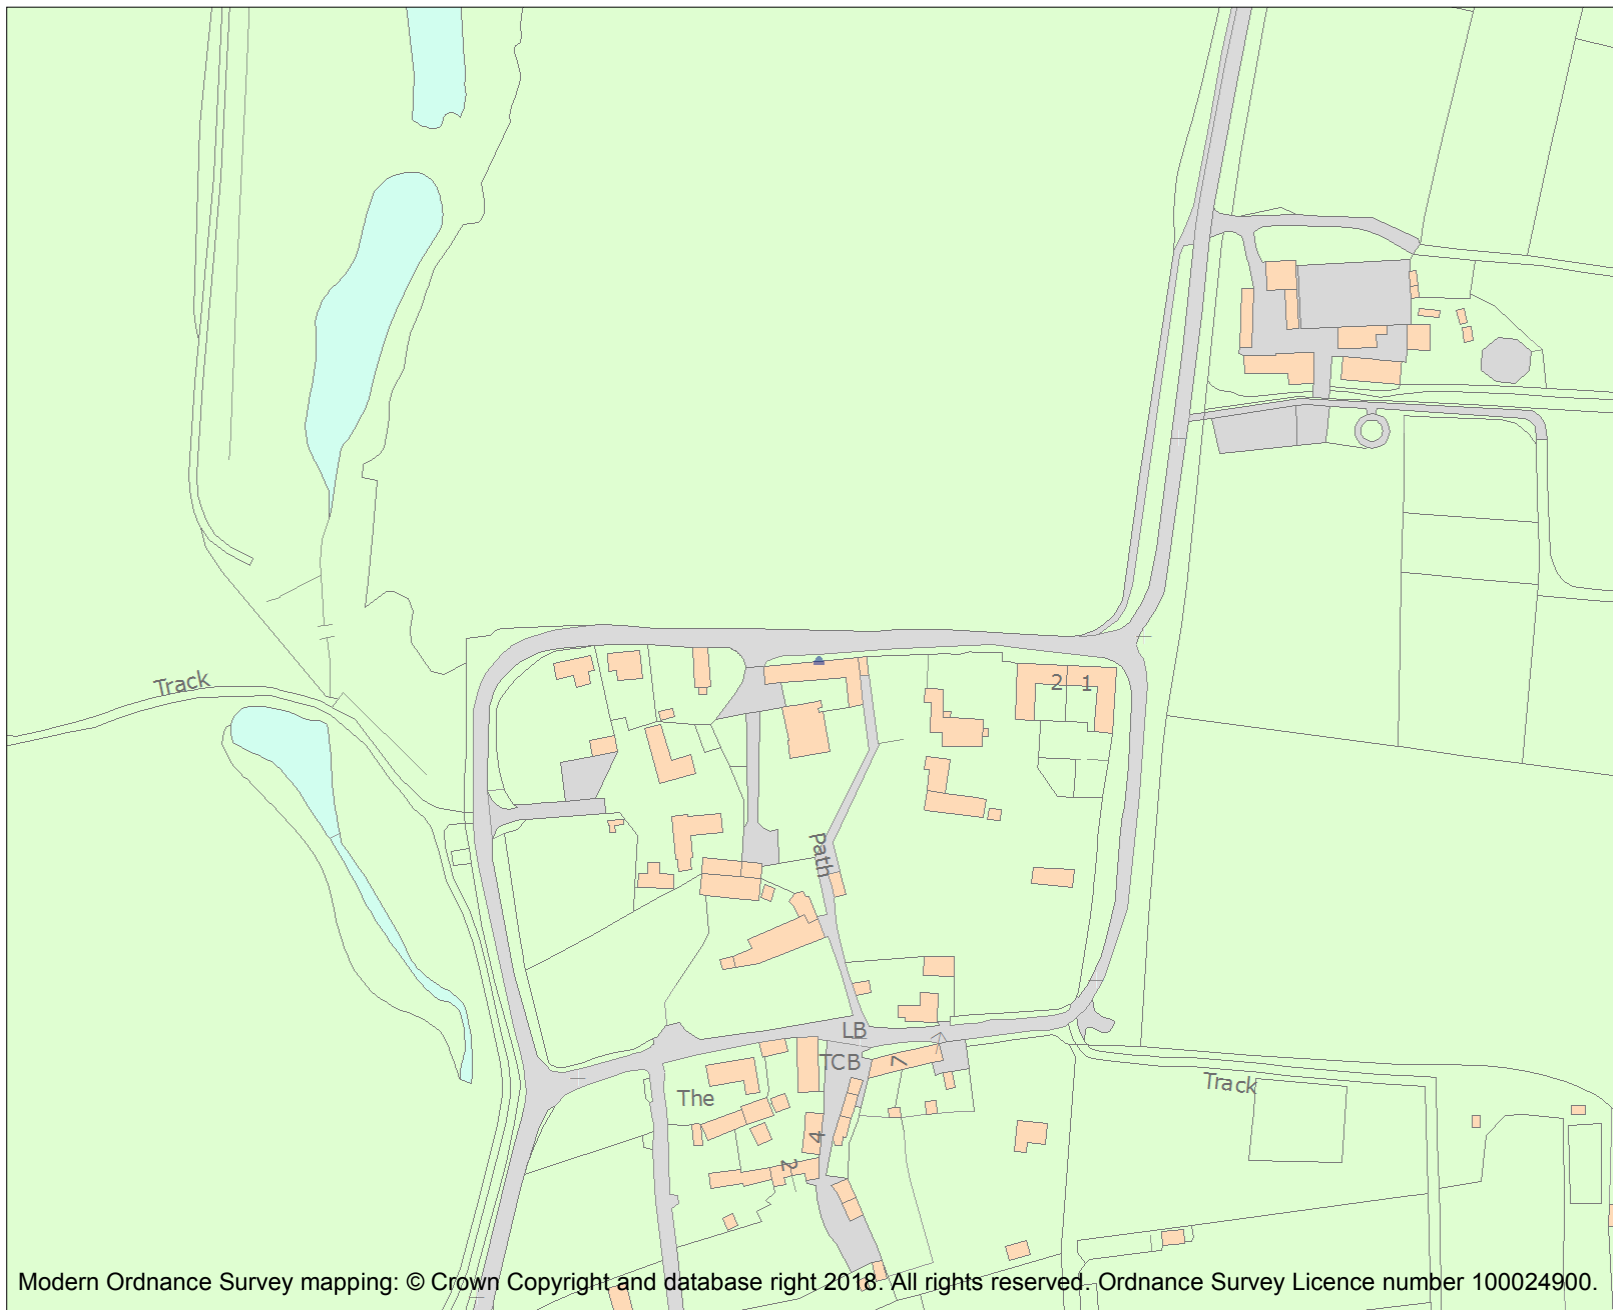 Track
2 1
Path
LB
TCB
7
The
Track
4
2
Modern Ordnance Survey mapping: © Crown Copyright and database right 2018. All rights reserved. Ordnance Survey Licence number 100024900.